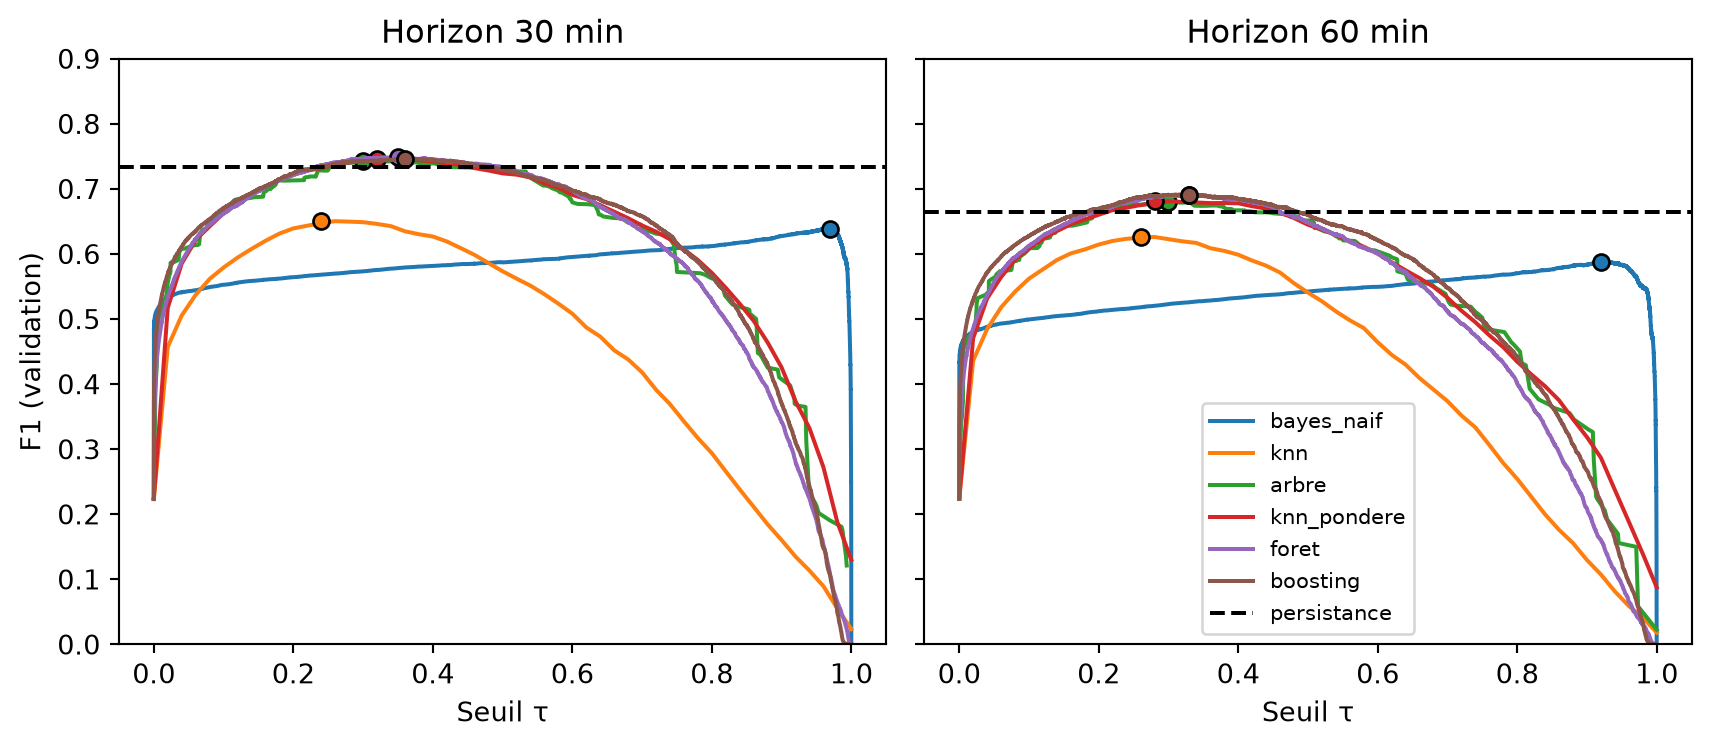 Horizon 30 min
Horizon 60 min
F1 (validation)
0.9
0.8
0.7
0.6
0.5
0.4
0.3
0.2
0.1
0.0
0.0 0.2 0.4 0.6 0.8 1.0
Seuil τ
bayes_naif
knn
arbre
knn_pondere
foret
boosting
persistance
0.0 0.2 0.4 0.6 0.8 1.0
Seuil τ